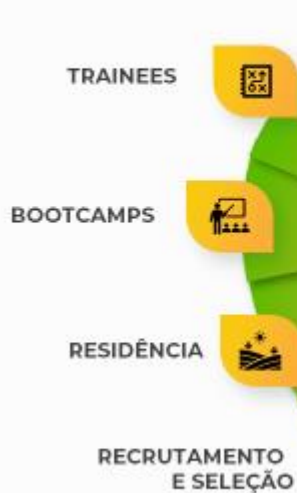 TRAINEES
BOOTCAMPS
RESIDÊNCIA
RECRUTAMENTO
E SELEÇÃO